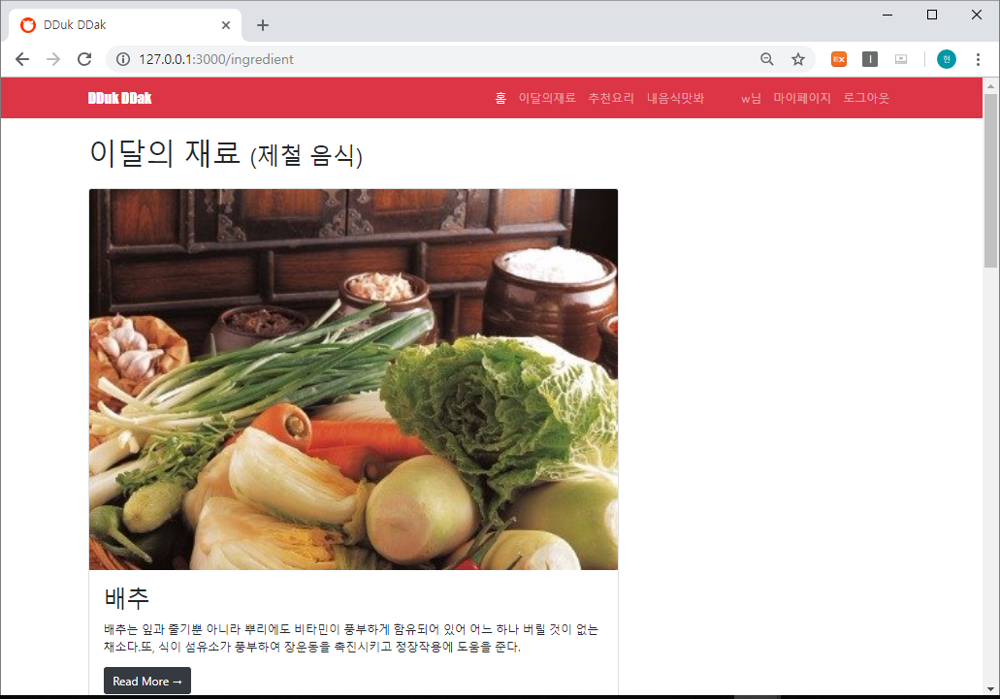 DDuk DDak
127.0.0.1:3000/ingredient
현
DDuk DDak 홈 이달의재료 추천요리 내음식맛봐 w님 마이페이지 로그아웃
이달의 재료 (제철 음식)
배추
배추는 잎과 줄기뿐 아니라 뿌리에도 비타민이 풍부하게 함유되어 있어 어느 하나 버릴 것이 없는
채소다.또, 식이 섬유소가 풍부하여 장운동을 촉진시키고 정장작용에 도움을 준다.
Read More →